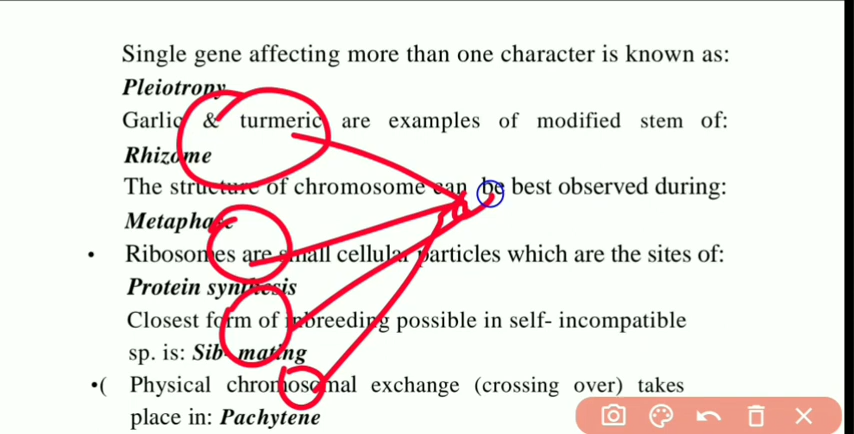 Single gene affecting more than one character is known as:
Pleiotropy
Garlic & turmeric are examples of modified stem of:
Rhizome
The structure of chromosome can be best observed during:
Metaphase
• Ribosomes are small cellular particles which are the sites of:
Protein synthesis
Closest form of inbreeding possible in self- incompatible
sp. is: Sib- mating
•( Physical chromosomal exchange (crossing over) takes
place in: Pachytene